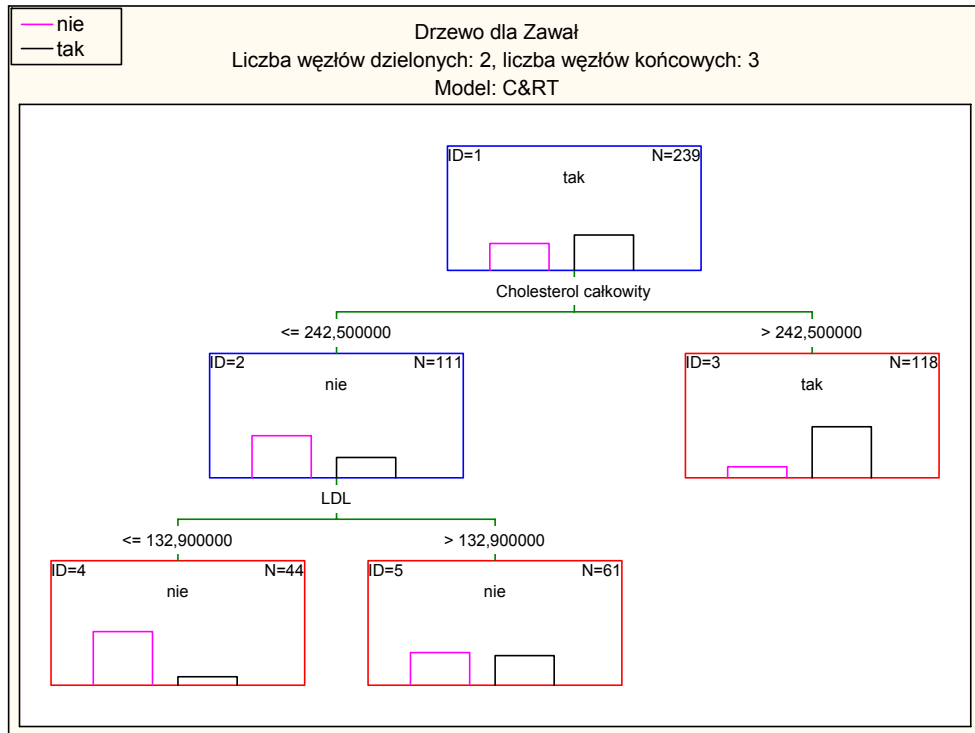 nie
tak
Drzewo dla Zawał
Liczba węzłów dzielonych: 2, liczba węzłów końcowych: 3
Model: C&RT
ID=1 N=239
tak
Cholesterol całkowity
<= 242,500000 > 242,500000
ID=2 N=111 ID=3 N=118
nie tak
LDL
<= 132,900000 > 132,900000
ID=4 N=44 ID=5 N=61
nie nie